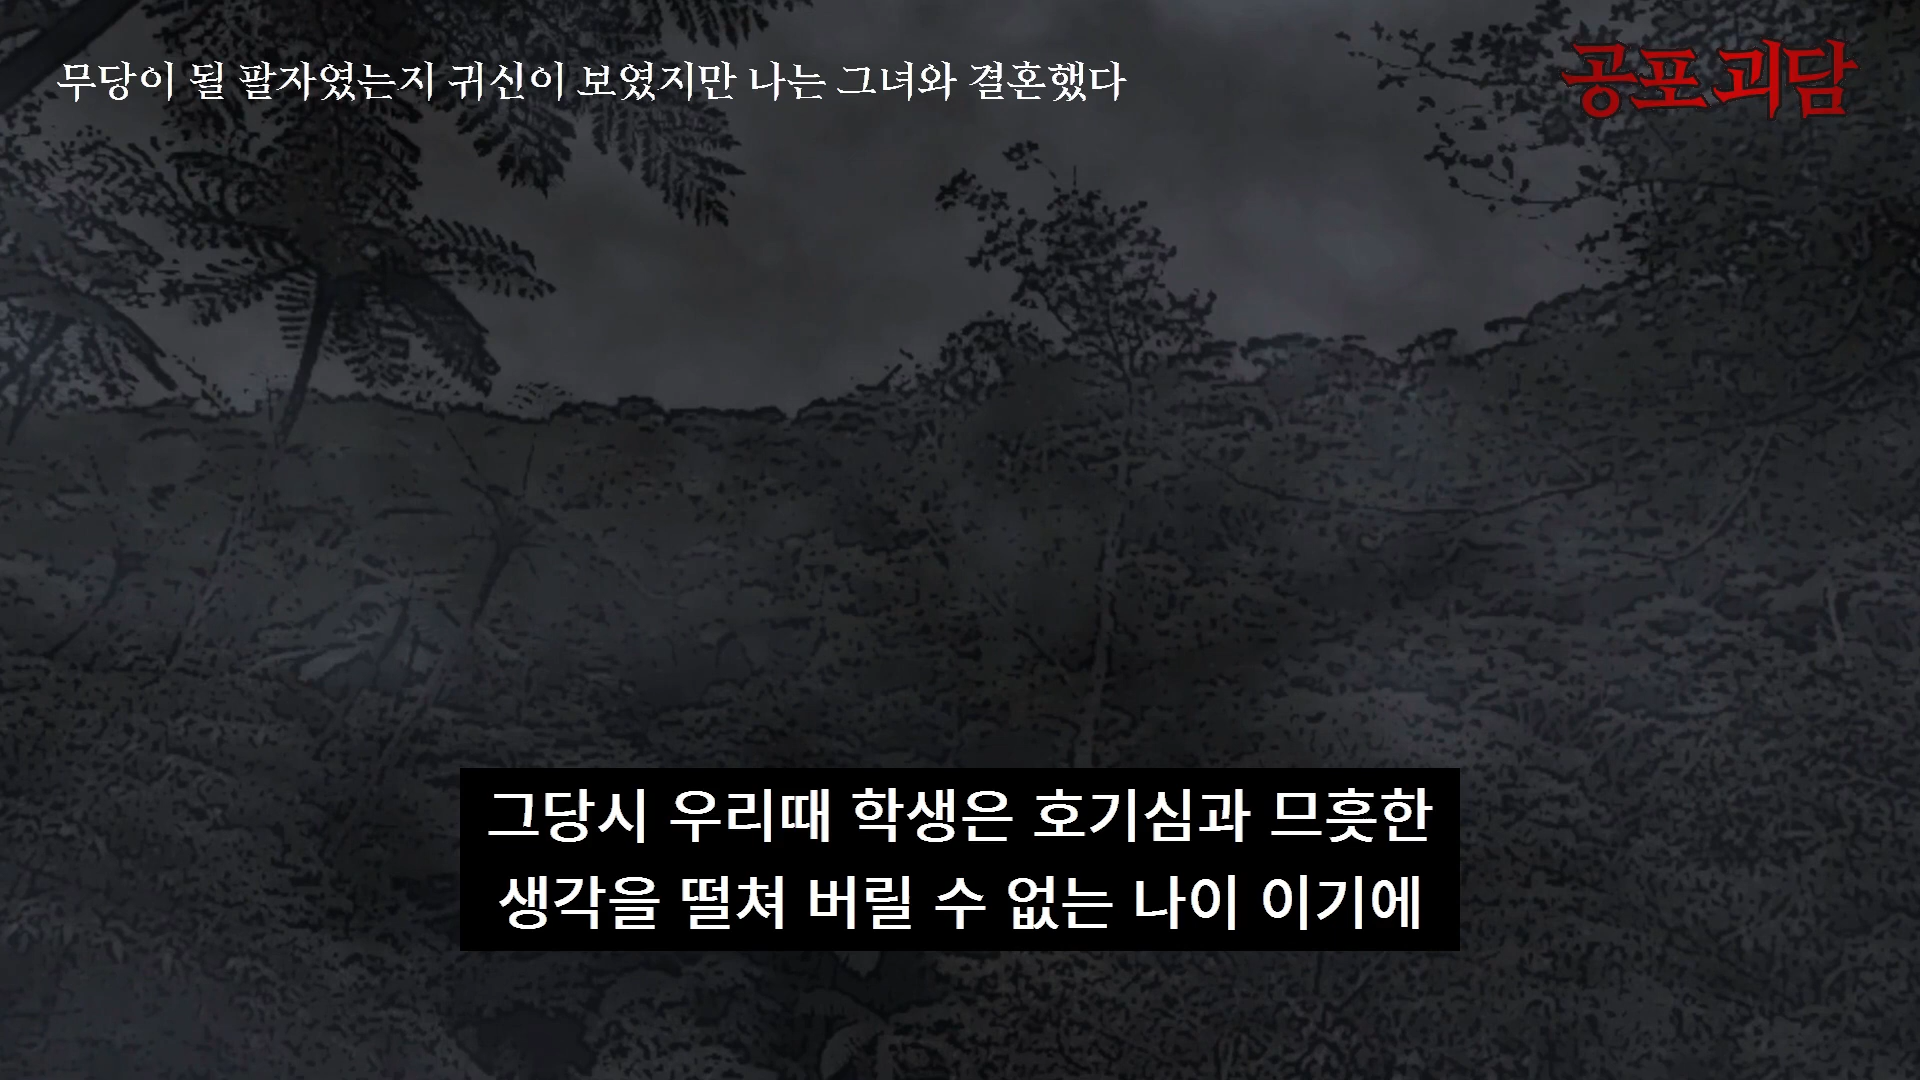 무당이 될 팔자였는지 귀신이 보였지만 나는 그녀와 결혼했다
공포괴담
그당시 우리때 학생은 호기심과 므흣한
생각을 떨쳐 버릴 수 없는 나이 이기에